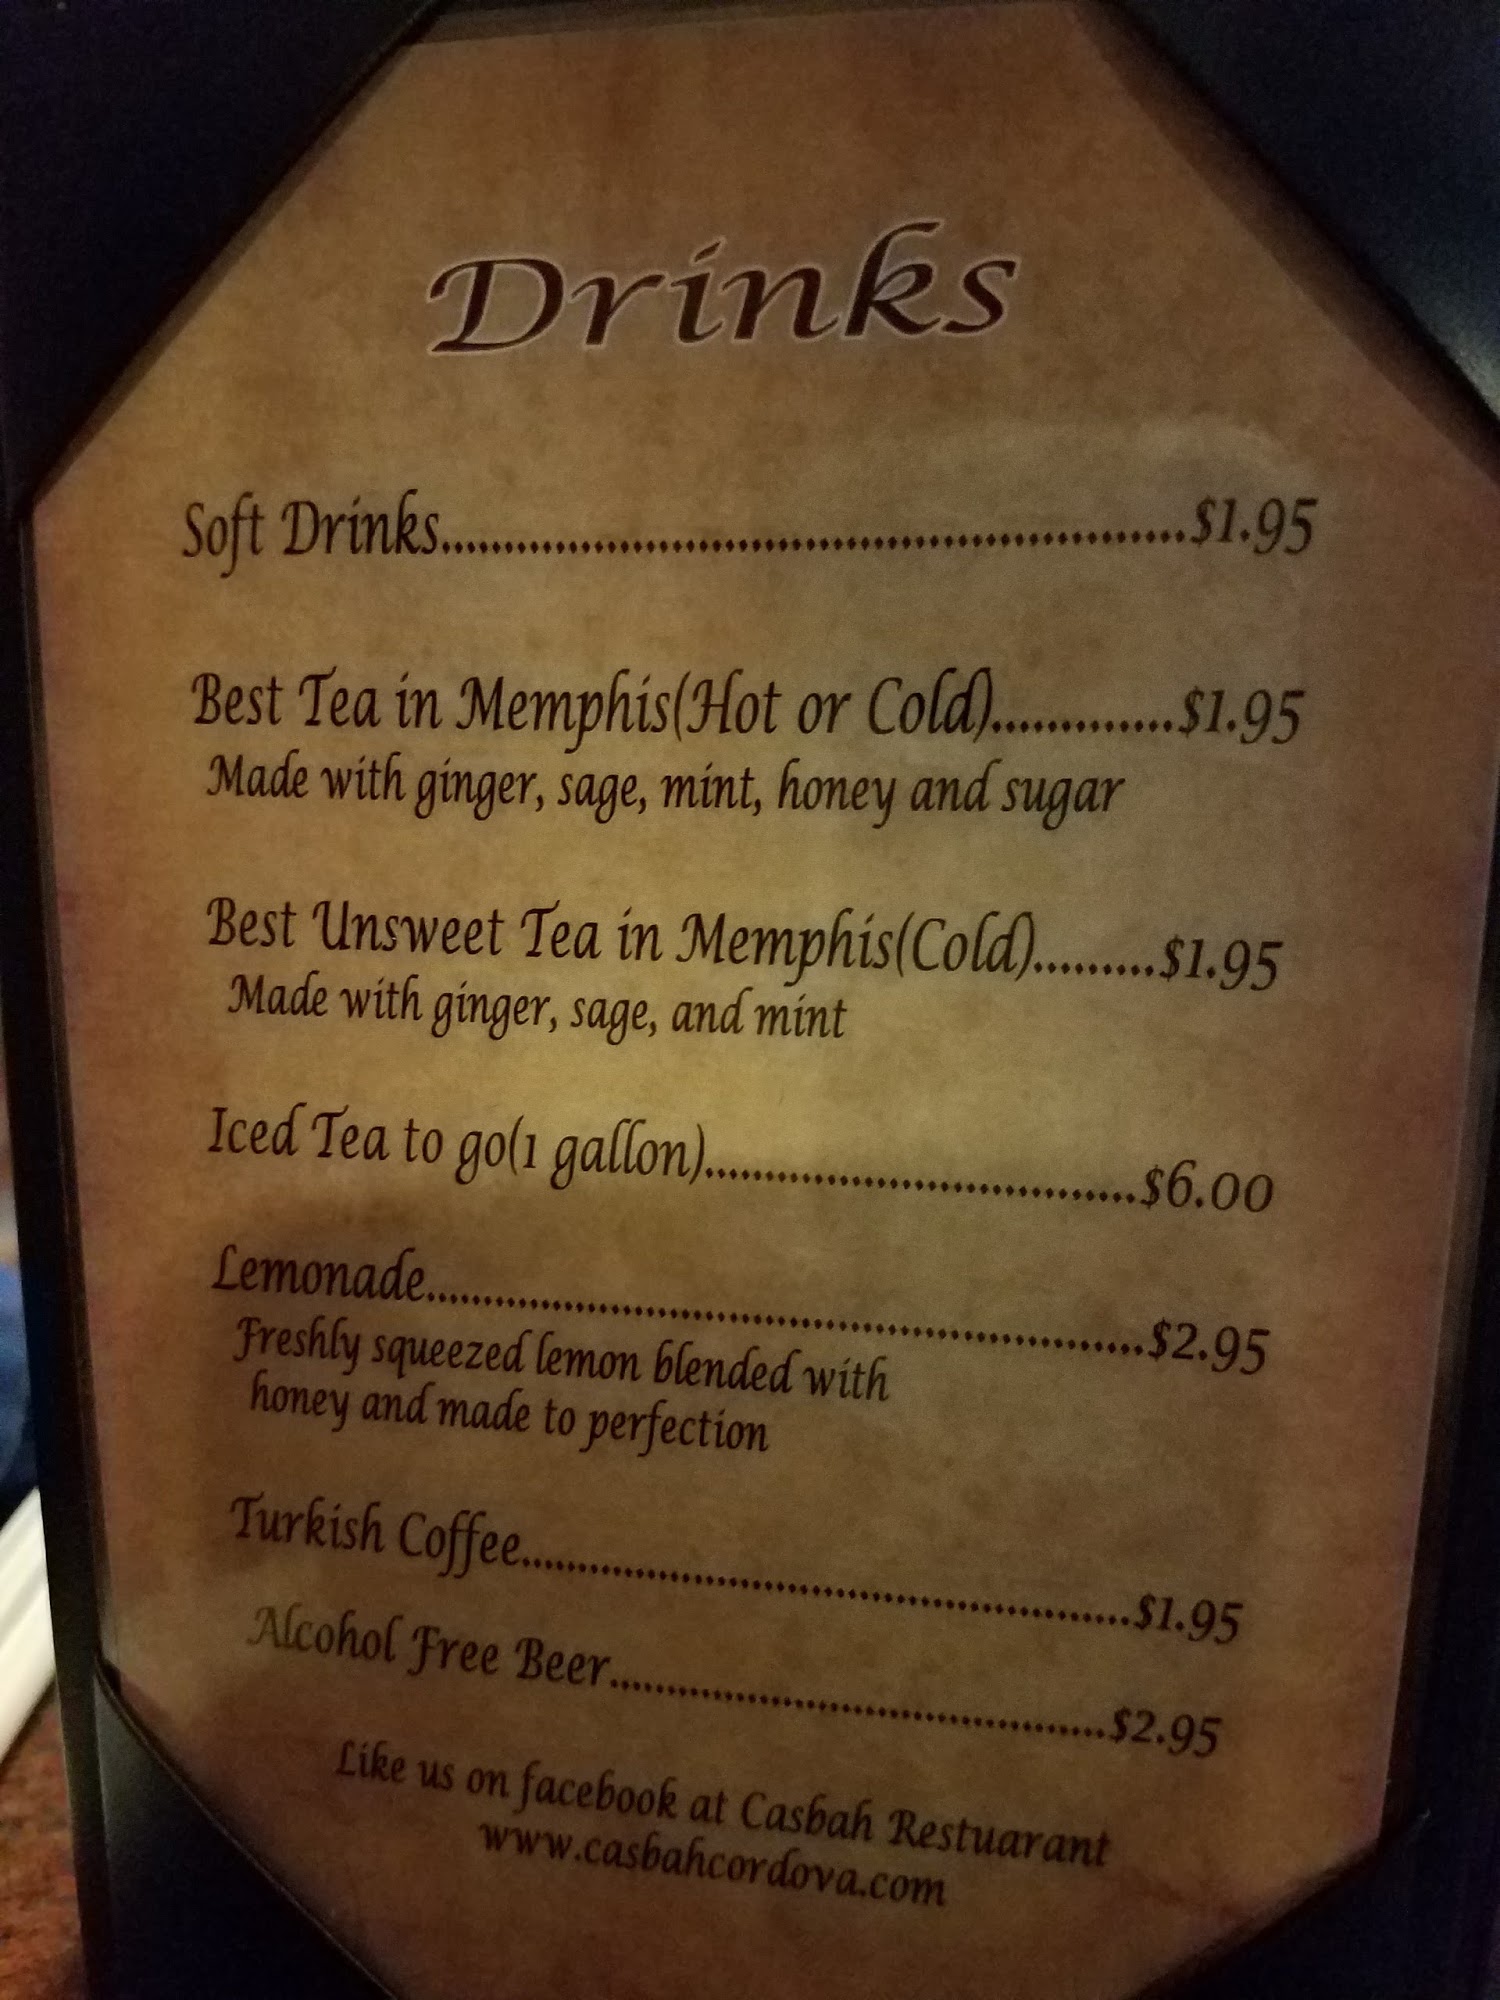 Drinks
Soft Drinks..........................................................$1.95
Best Tea in Memphis(Hot or Cold)..............$1.95
Made with ginger, sage, mint, honey and sugar
Best Unsweet Tea in Memphis(Cold)..........$1.95
Made with ginger, sage, and mint
Iced Tea to go(1 gallon)...................................$6.00
Lemonade..........................................................$2.95
Freshly squeezed lemon blended with
honey and made to perfection
Turkish Coffee...................................................$1.95
Alcohol Free Beer..........................................$2.95
Like us on facebook at Casbah Restuarant
www.casbahcordova.com